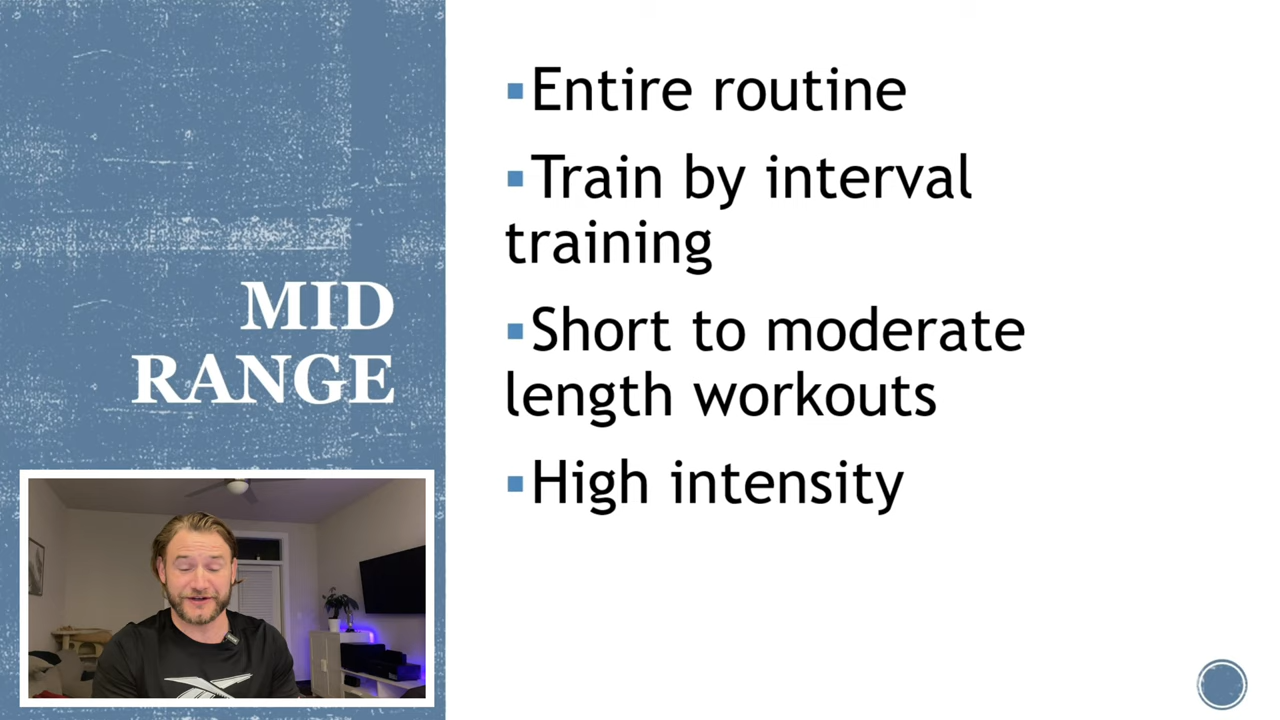 MID
RANGE
▪Entire routine
▪Train by interval
training
▪Short to moderate
length workouts
▪High intensity